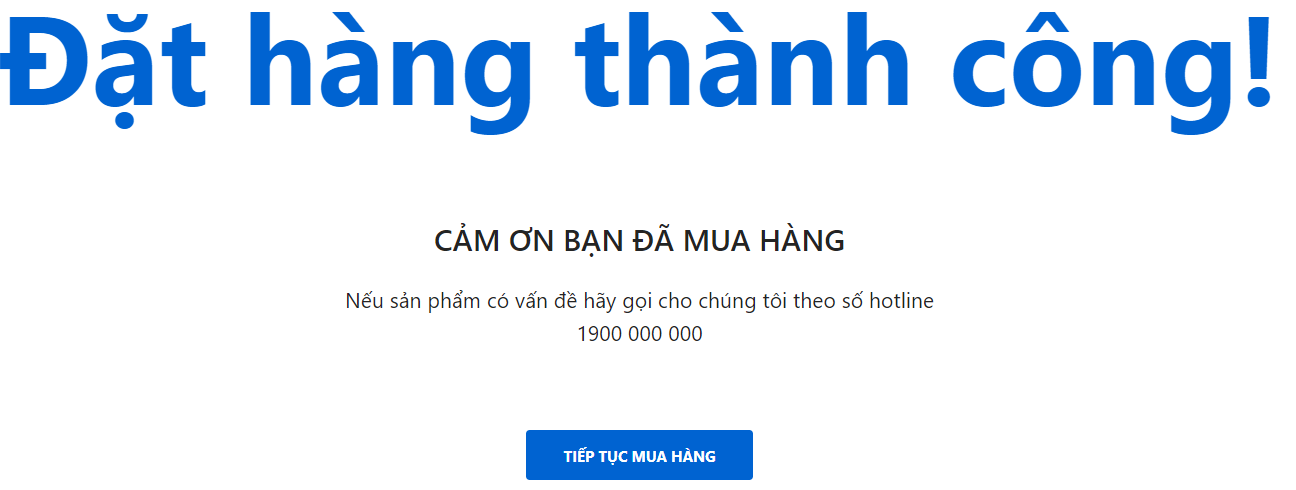 Đặt hàng thành công!
CẢM ƠN BẠN ĐÃ MUA HÀNG
Nếu sản phẩm có vấn đề hãy gọi cho chúng tôi theo số hotline
1900 000 000
TIẾP TỤC MUA HÀNG